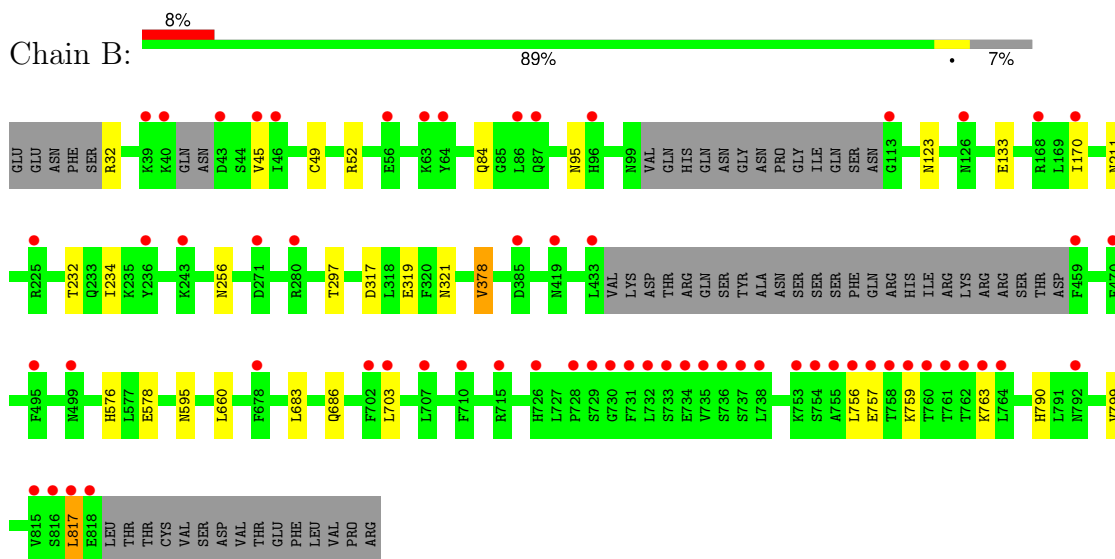 8%
Chain B:
89%
•
7%
GLU GLU ASN PHE SER R32 K39 K40 GLN ASN D43 S44 V45 I46 C49 R52 E56 K63 Y64 Q84 G85 L86 Q87 N95 H96 N99 VAL GLN HIS GLN ASN GLY ASN PRO GLY ILE GLN SER ASN G113 N123 N126 E133 R168 L169 I170 N211
R225 T232 Q233 I234 K235 Y236 K243 N256 D271 R280 T297 D317 L318 E319 F320 N321 V378 D385 N419 L433 VAL LYS ASP THR ARG GLN SER TYR ALA ASN SER SER SER PHE GLN ARG HIS ILE ARG LYS ARG ARG SER THR ASP F459
F495 N499 H576 L577 E578 N595 L660 F678 L683 Q686 F702 L703 L707 F710 R715 H726 L727 P728 S729 G730 F731 L732 S733 E734 V735 S736 S737 L738 K753 S754 A755 L756 E757 T758 K759 T760 T761 T762 K763 L764 H790 L791 N792
V815 S816 L817 E818 LEU THR THR CYS VAL SER ASP VAL THR GLU PHE LEU VAL PRO ARG